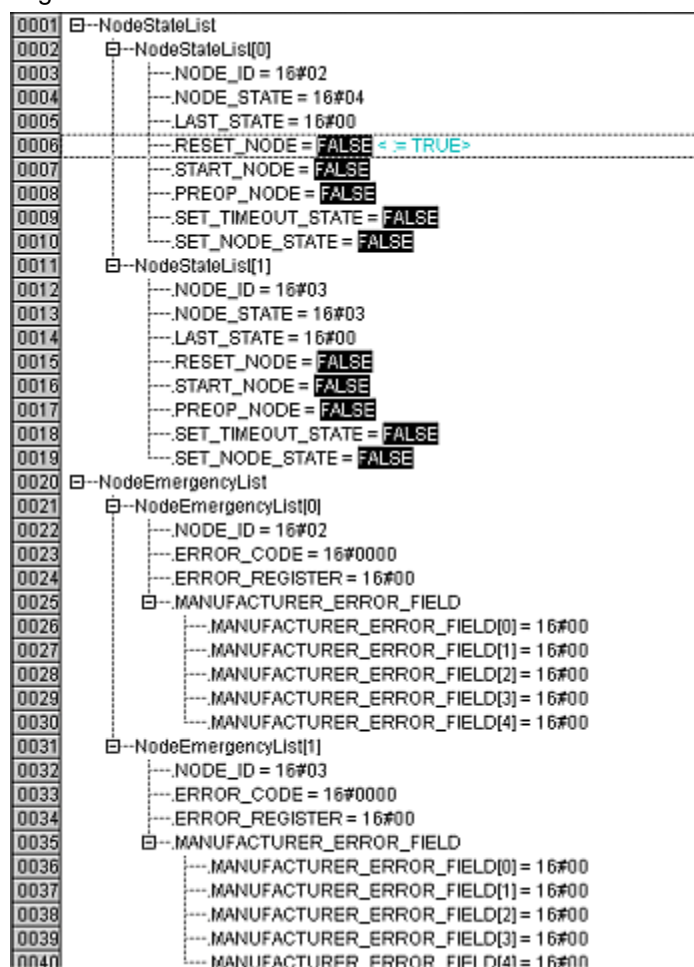 0001 NodeStateList
0002 NodeStateList[0]
0003 .NODE_ID = 16#02
0004 .NODE_STATE = 16#04
0005 .LAST_STATE = 16#00
0006 .RESET_NODE = FALSE < := TRUE>
0007 .START_NODE = FALSE
0008 .PREOP_NODE = FALSE
0009 .SET_TIMEOUT_STATE = FALSE
0010 .SET_NODE_STATE = FALSE
0011 NodeStateList[1]
0012 .NODE_ID = 16#03
0013 .NODE_STATE = 16#03
0014 .LAST_STATE = 16#00
0015 .RESET_NODE = FALSE
0016 .START_NODE = FALSE
0017 .PREOP_NODE = FALSE
0018 .SET_TIMEOUT_STATE = FALSE
0019 .SET_NODE_STATE = FALSE
0020 NodeEmergencyList
0021 NodeEmergencyList[0]
0022 .NODE_ID = 16#02
0023 .ERROR_CODE = 16#0000
0024 .ERROR_REGISTER = 16#00
0025 .MANUFACTURER_ERROR_FIELD
0026 .MANUFACTURER_ERROR_FIELD[0] = 16#00
0027 .MANUFACTURER_ERROR_FIELD[1] = 16#00
0028 .MANUFACTURER_ERROR_FIELD[2] = 16#00
0029 .MANUFACTURER_ERROR_FIELD[3] = 16#00
0030 .MANUFACTURER_ERROR_FIELD[4] = 16#00
0031 NodeEmergencyList[1]
0032 .NODE_ID = 16#03
0033 .ERROR_CODE = 16#0000
0034 .ERROR_REGISTER = 16#00
0035 .MANUFACTURER_ERROR_FIELD
0036 .MANUFACTURER_ERROR_FIELD[0] = 16#00
0037 .MANUFACTURER_ERROR_FIELD[1] = 16#00
0038 .MANUFACTURER_ERROR_FIELD[2] = 16#00
0039 .MANUFACTURER_ERROR_FIELD[3] = 16#00
0040 .MANUFACTURER_ERROR_FIELD[4] = 16#00